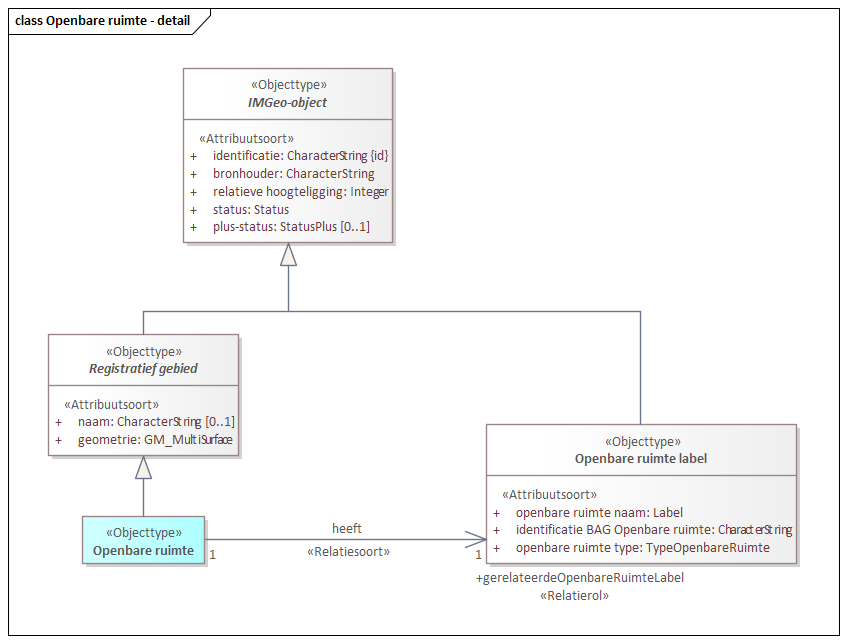 class Openbare ruimte - detail
«Objecttype»
IMGeo-object
«Attribuutsoort»
+ identificatie: CharacterString {id}
+ bronhouder: CharacterString
+ relatieve hoogteligging: Integer
+ status: Status
+ plus-status: StatusPlus [0..1]
«Objecttype»
Registratief gebied
«Attribuutsoort»
+ naam: CharacterString [0..1]
+ geometrie: GM_MultiSurface
«Objecttype»
Openbare ruimte label
«Attribuutsoort»
+ openbare ruimte naam: Label
+ identificatie BAG Openbare ruimte: CharacterString
+ openbare ruimte type: TypeOpenbareRuimte
«Objecttype»
Openbare ruimte
heeft
«Relatiesoort»
1
1
+gerelateerdeOpenbareRuimteLabel
«Relatierol»